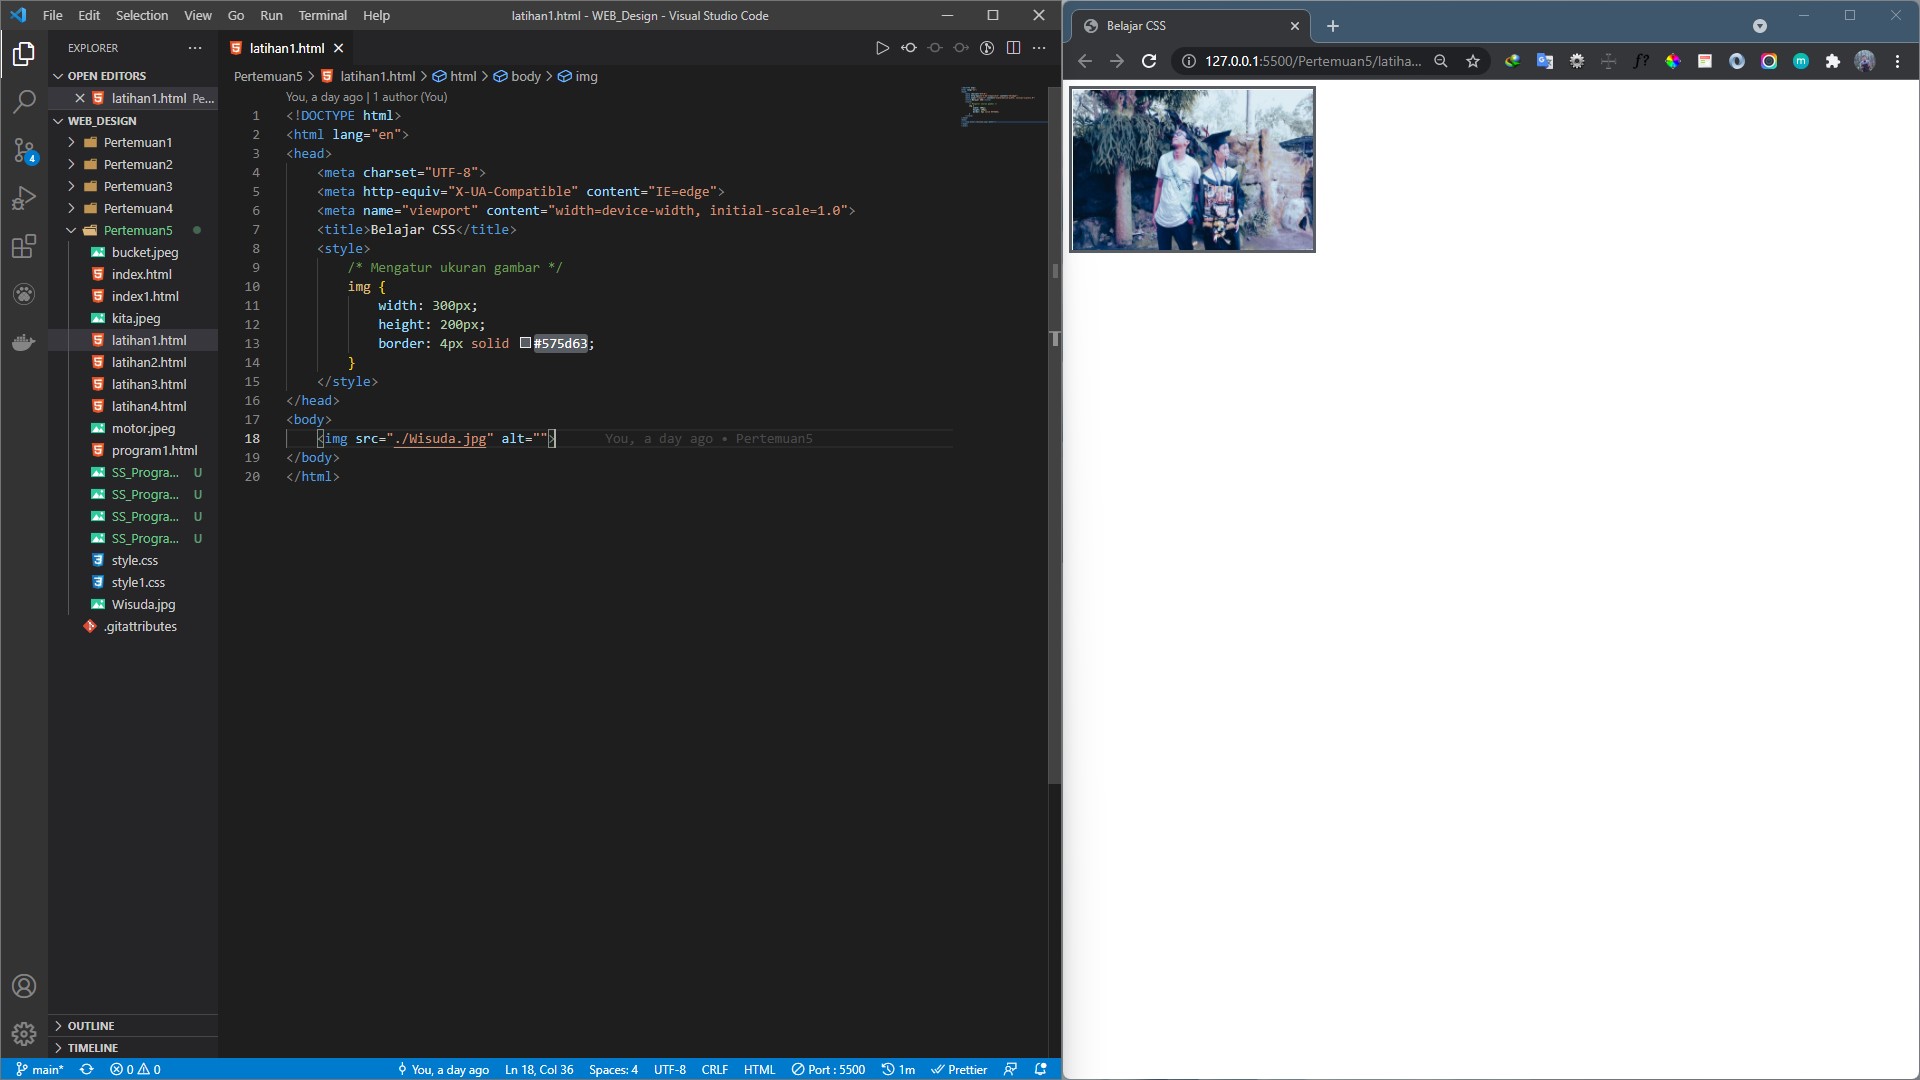 File Edit Selection View Go Run Terminal Help
latihan1.html - WEB_Design - Visual Studio Code
EXPLORER
OPEN EDITORS
latihan1.html Pe...
WEB_DESIGN
Pertemuan1
Pertemuan2
Pertemuan3
Pertemuan4
Pertemuan5
bucket.jpeg
index.html
index1.html
kita.jpeg
latihan1.html
latihan2.html
latihan3.html
latihan4.html
motor.jpeg
program1.html
SS_Progra... U
SS_Progra... U
SS_Progra... U
SS_Progra... U
style.css
style1.css
Wisuda.jpg
.gitattributes
OUTLINE
TIMELINE
4
latihan1.html
Pertemuan5 > latihan1.html > html > body > img
You, a day ago | 1 author (You)
1 <!DOCTYPE html>
2 <html lang="en">
3 <head>
4 <meta charset="UTF-8">
5 <meta http-equiv="X-UA-Compatible" content="IE=edge">
6 <meta name="viewport" content="width=device-width, initial-scale=1.0">
7 <title>Belajar CSS</title>
8 <style>
9 /* Mengatur ukuran gambar */
10 img {
11 width: 300px;
12 height: 200px;
13 border: 4px solid #575d63;
14 }
15 </style>
16 </head>
17 <body>
18 <img src="./Wisuda.jpg" alt=""> You, a day ago • Pertemuan5
19 </body>
20 </html>
main* 0 0 You, a day ago Ln 18, Col 36 Spaces: 4 UTF-8 CRLF HTML Port : 5500 1m Prettier
Belajar CSS
127.0.0.1:5500/Pertemuan5/latiha...
f?
m